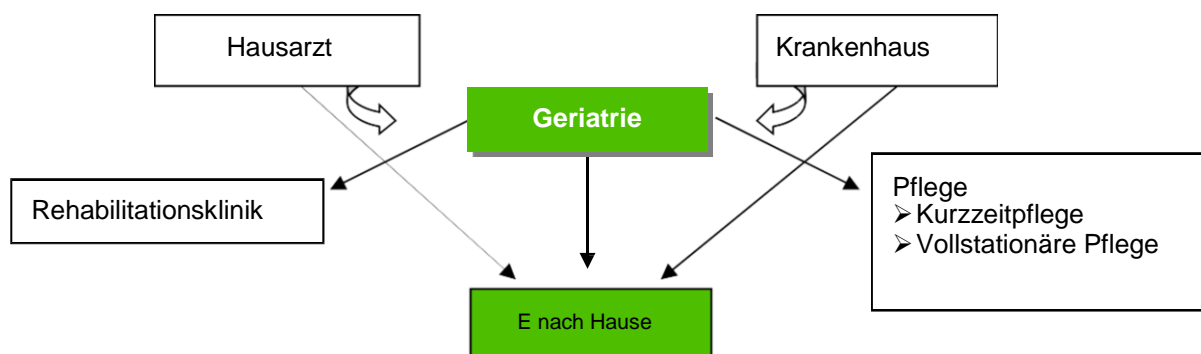 Hausarzt
Krankenhaus
Geriatrie
Rehabilitationsklinik
Pflege
➢ Kurzzeitpflege
➢ Vollstationäre Pflege
E nach Hause